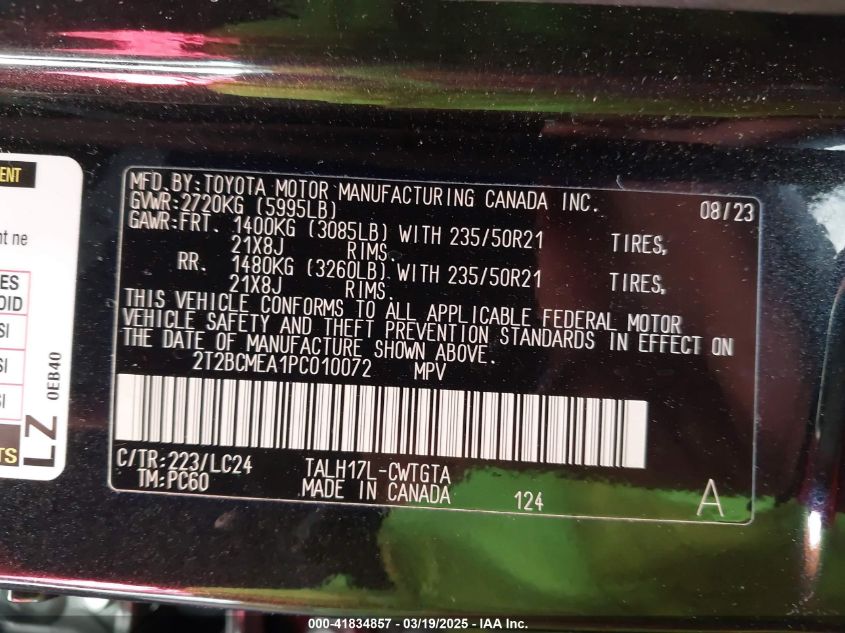 MFD.BY:TOYOTA MOTOR MANUFACTURING CANADA INC. 08/23
GVWR:2720KG (5995LB)
GAWR:FRT. 1400KG (3085LB) WITH 235/50R21 TIRES,
21X8J RIMS.
RR. 1480KG (3260LB) WITH 235/50R21 TIRES,
21X8J RIMS.
THIS VEHICLE CONFORMS TO ALL APPLICABLE FEDERAL MOTOR
VEHICLE SAFETY AND THEFT PREVENTION STANDARDS IN EFFECT ON
THE DATE OF MANUFACTURE SHOWN ABOVE.
2T2BCMEA1PC010072 MPV
C/TR:223/LC24 TALH17L-CWTGTA
TM:PC60 MADE IN CANADA 124 A
LZ
0EB40
000-41834857 - 03/19/2025 - IAA Inc.